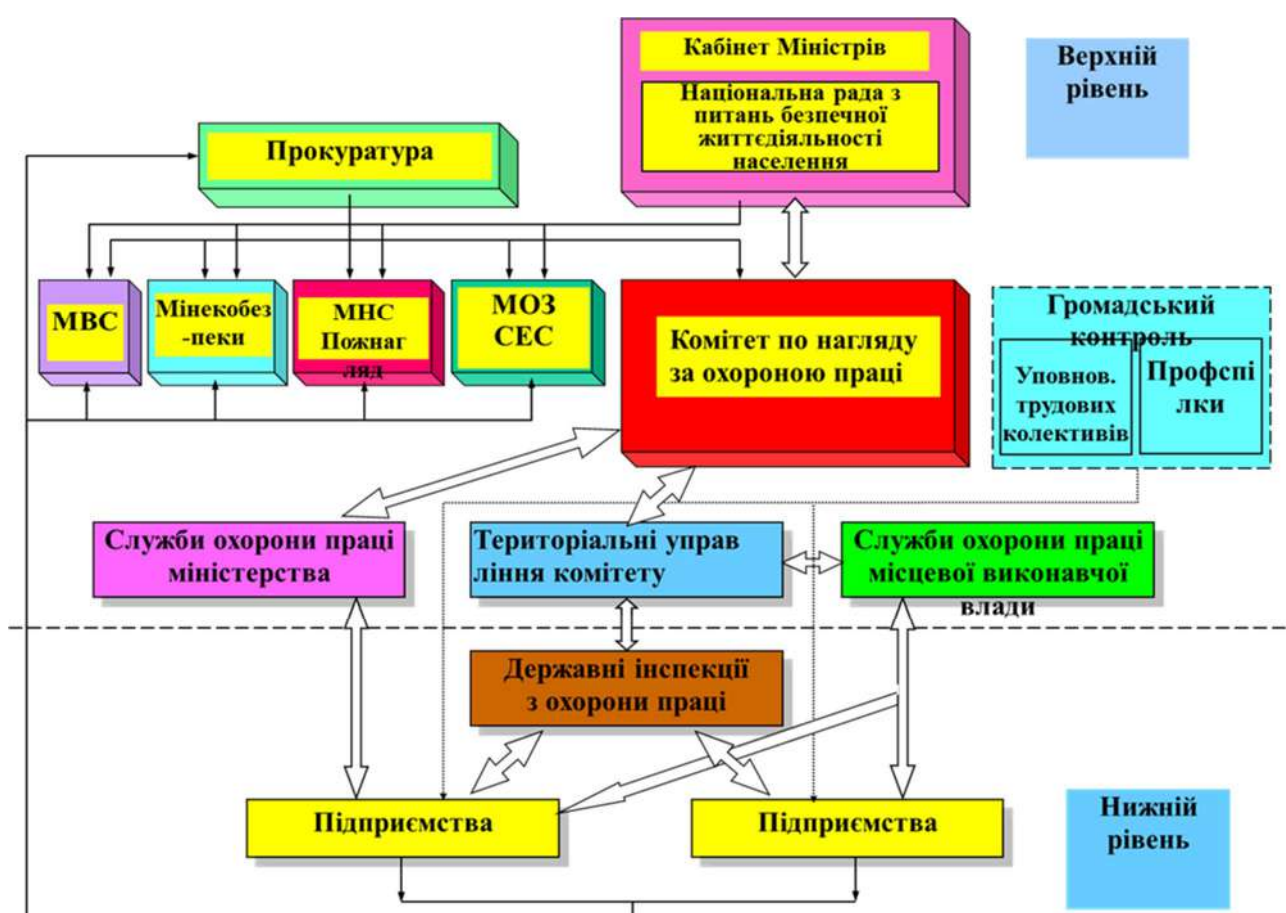 Кабінет Міністрів
Національна рада з
питань безпечної
життєдіяльності
населення
Верхній
рівень
Прокуратура
МВС
Мінекобез
-пеки
МНС
Пожнаг
ляд
МОЗ
СЕС
Комітет по нагляду
за охороною праці
Громадський
контроль
Уповнов.
трудових
колективів
Профспі
лки
Служби охорони праці
міністерства
Територіальні управ
ління комітету
Служби охорони праці
місцевої виконавчої
влади
Державні інспекції
з охорони праці
Підприємства
Підприємства
Нижній
рівень